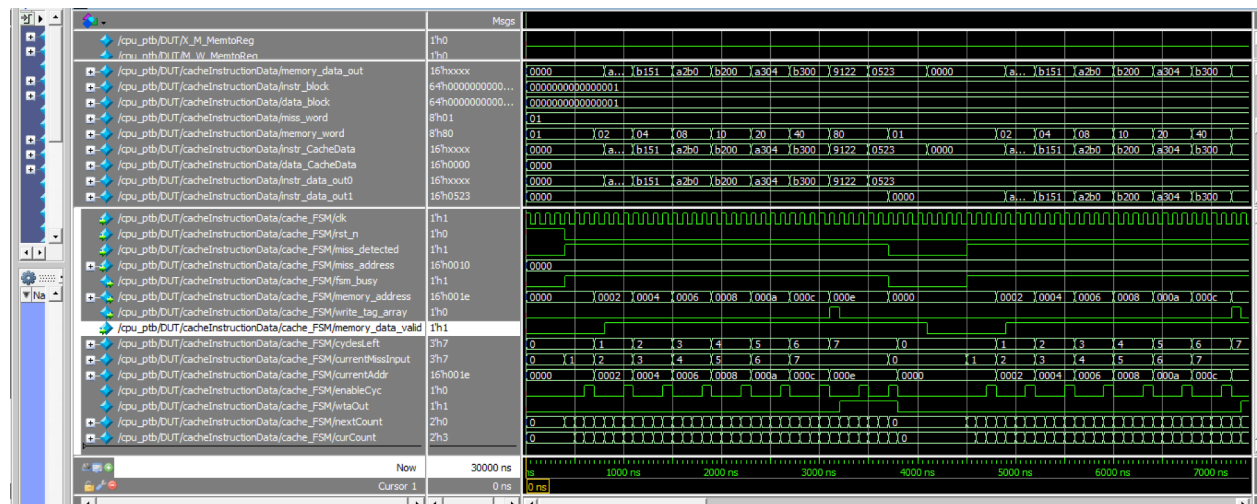 Msgs
/cpu_ptb/DUT/X_M_MemtoReg 1'h0
/cpu_ptb/DUT/M_W_MemtoReg 1'h0
/cpu_ptb/DUT/cacheInstructionData/memory_data_out 16'hxxxx 0000 a... b151 a2b0 b200 a304 b300 9122 0523 0000 a... b151 a2b0 b200 a304 b300
/cpu_ptb/DUT/cacheInstructionData/instr_block 64'h0000000000... 0000000000000001
/cpu_ptb/DUT/cacheInstructionData/data_block 64'h0000000000... 0000000000000001
/cpu_ptb/DUT/cacheInstructionData/miss_word 8'h01 01
/cpu_ptb/DUT/cacheInstructionData/memory_word 8'h80 01 02 04 08 10 20 40 80 01 02 04 08 10 20 40
/cpu_ptb/DUT/cacheInstructionData/instr_CacheData 16'hxxxx 0000 a... b151 a2b0 b200 a304 b300 9122 0523 0000 a... b151 a2b0 b200 a304 b300
/cpu_ptb/DUT/cacheInstructionData/data_CacheData 16'h0000 0000
/cpu_ptb/DUT/cacheInstructionData/instr_data_out0 16'hxxxx 0000 a... b151 a2b0 b200 a304 b300 9122 0523
/cpu_ptb/DUT/cacheInstructionData/instr_data_out1 16'h0523 0000 0000 a... b151 a2b0 b200 a304 b300
/cpu_ptb/DUT/cacheInstructionData/cache_FSM/clk 1'h1
/cpu_ptb/DUT/cacheInstructionData/cache_FSM/rst_n 1'h0
/cpu_ptb/DUT/cacheInstructionData/cache_FSM/miss_detected 1'h1
/cpu_ptb/DUT/cacheInstructionData/cache_FSM/miss_address 16'h0010 0000
/cpu_ptb/DUT/cacheInstructionData/cache_FSM/fsm_busy 1'h1
/cpu_ptb/DUT/cacheInstructionData/cache_FSM/memory_address 16'h001e 0000 0002 0004 0006 0008 000a 000c 000e 0000 0002 0004 0006 0008 000a 000c
/cpu_ptb/DUT/cacheInstructionData/cache_FSM/write_tag_array 1'h0
/cpu_ptb/DUT/cacheInstructionData/cache_FSM/memory_data_valid 1'h1
/cpu_ptb/DUT/cacheInstructionData/cache_FSM/cyclesLeft 3'h7 0 1 2 3 4 5 6 7 0 1 2 3 4 5 6 7
/cpu_ptb/DUT/cacheInstructionData/cache_FSM/currentMissInput 3'h7 0 1 2 3 4 5 6 7 0 1 2 3 4 5 6 7
/cpu_ptb/DUT/cacheInstructionData/cache_FSM/currentAddr 16'h001e 0000 0002 0004 0006 0008 000a 000c 000e 0000 0002 0004 0006 0008 000a 000c
/cpu_ptb/DUT/cacheInstructionData/cache_FSM/enableCyc 1'h0
/cpu_ptb/DUT/cacheInstructionData/cache_FSM/wtaOut 1'h1
/cpu_ptb/DUT/cacheInstructionData/cache_FSM/nextCount 2'h0 0 0
/cpu_ptb/DUT/cacheInstructionData/cache_FSM/curCount 2'h3 0 0
Na
Now 30000 ns ns 1000 ns 2000 ns 3000 ns 4000 ns 5000 ns 6000 ns 7000 ns
Cursor 1 0 ns 0 ns